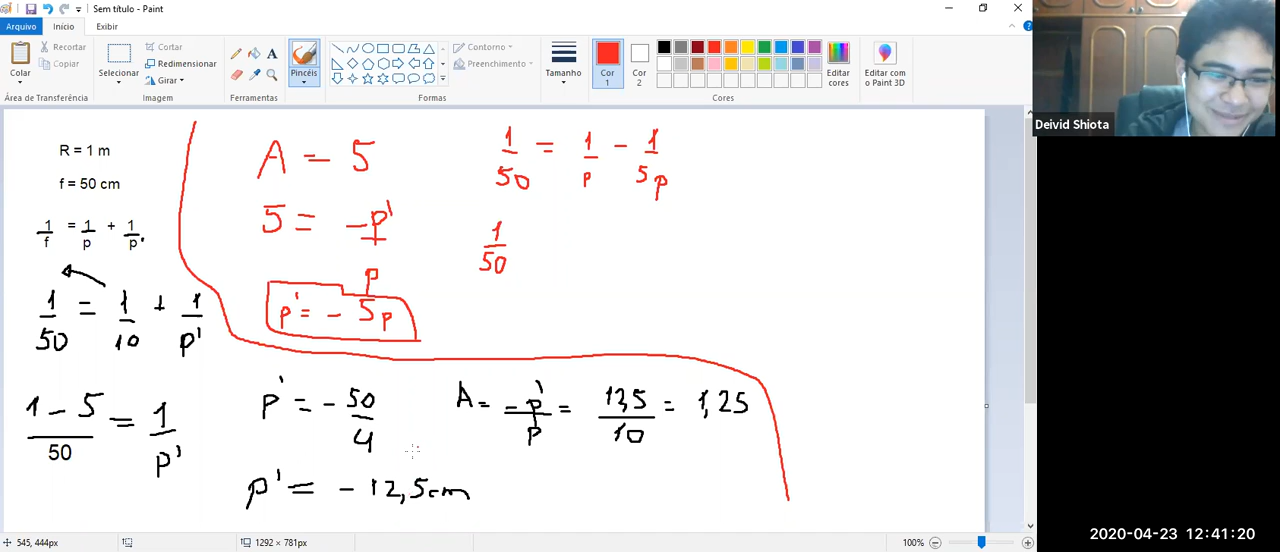 Sem título - Paint
Arquivo Início Exibir
Colar
Recortar
Copiar
Área de Transferência
Selecionar
Cortar
Redimensionar
Girar
Imagem
A
Ferramentas
Pincéis
Contorno
Preenchimento
Formas
Tamanho
Cor 1
Cor 2
Editar cores
Editar com o Paint 3D
Cores
Deivid Shiota
R = 1 m
f = 50 cm
1/f = 1/p + 1/p'
1/50 = 1/10 + 1/p'
1 - 5/50 = 1/p'
A = 5
5 = -p'/p
p' = - 5p
1/50 = 1/p - 1/5p
1/50
p' = - 50/4
A = -p'/p = 12,5/10 = 1,25
p' = - 12,5cm
545, 444px
1292 × 781px
100%
2020-04-23 12:41:20